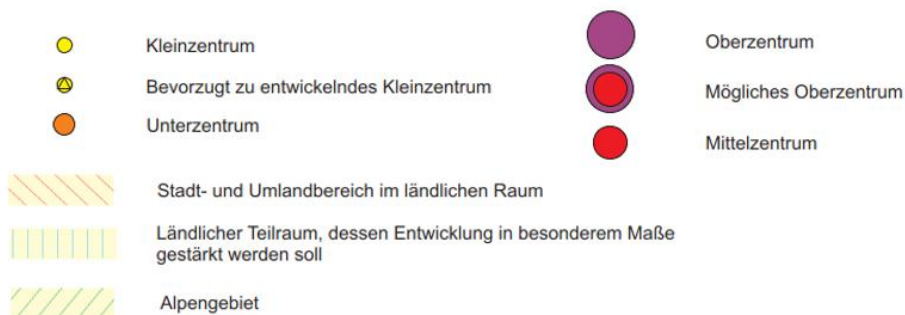 Kleinzentrum
Bevorzugt zu entwickelndes Kleinzentrum
Unterzentrum
Oberzentrum
Mögliches Oberzentrum
Mittelzentrum
Stadt- und Umlandbereich im ländlichen Raum
Ländlicher Teilraum, dessen Entwicklung in besonderem Maße
gestärkt werden soll
Alpengebiet